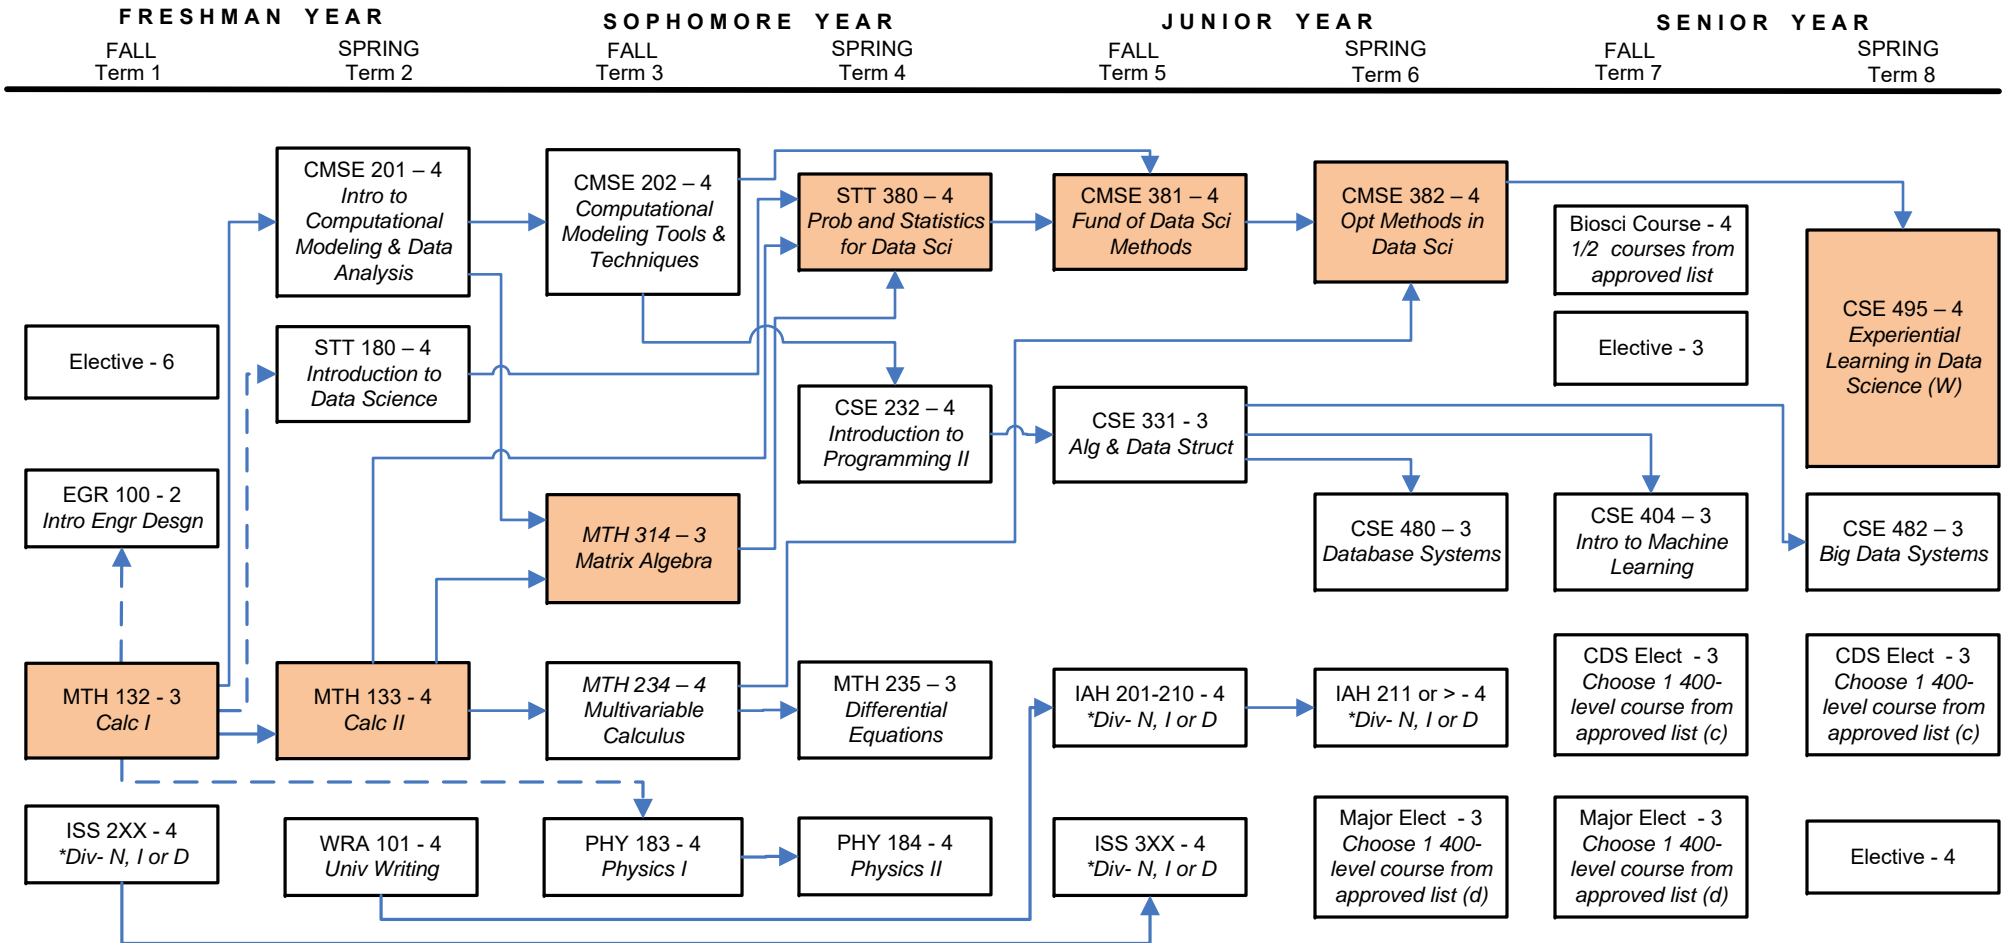 FRESHMAN YEAR
SOPHOMORE YEAR
JUNIOR YEAR
SENIOR YEAR
FALL
Term 1
SPRING
Term 2
FALL
Term 3
SPRING
Term 4
FALL
Term 5
SPRING
Term 6
FALL
Term 7
SPRING
Term 8
Elective - 6
EGR 100 - 2
Intro Engr Desgn
MTH 132 - 3
Calc I
ISS 2XX - 4
*Div- N, I or D
CMSE 201 – 4
Intro to
Computational
Modeling & Data
Analysis
STT 180 – 4
Introduction to
Data Science
MTH 133 - 4
Calc II
WRA 101 - 4
Univ Writing
CMSE 202 – 4
Computational
Modeling Tools &
Techniques
MTH 314 – 3
Matrix Algebra
MTH 234 – 4
Multivariable
Calculus
PHY 183 - 4
Physics I
STT 380 – 4
Prob and Statistics
for Data Sci
CSE 232 – 4
Introduction to
Programming II
MTH 235 – 3
Differential
Equations
PHY 184 - 4
Physics II
CMSE 381 – 4
Fund of Data Sci
Methods
CSE 331 - 3
Alg & Data Struct
IAH 201-210 - 4
*Div- N, I or D
ISS 3XX - 4
*Div- N, I or D
CMSE 382 – 4
Opt Methods in
Data Sci
CSE 480 – 3
Database Systems
IAH 211 or > - 4
*Div- N, I or D
Major Elect - 3
Choose 1 400-
level course from
approved list (d)
Biosci Course - 4
1/2 courses from
approved list
Elective - 3
CSE 404 – 3
Intro to Machine
Learning
CDS Elect - 3
Choose 1 400-
level course from
approved list (c)
Major Elect - 3
Choose 1 400-
level course from
approved list (d)
CSE 495 – 4
Experiential
Learning in Data
Science (W)
CSE 482 – 3
Big Data Systems
CDS Elect - 3
Choose 1 400-
level course from
approved list (c)
Elective - 4